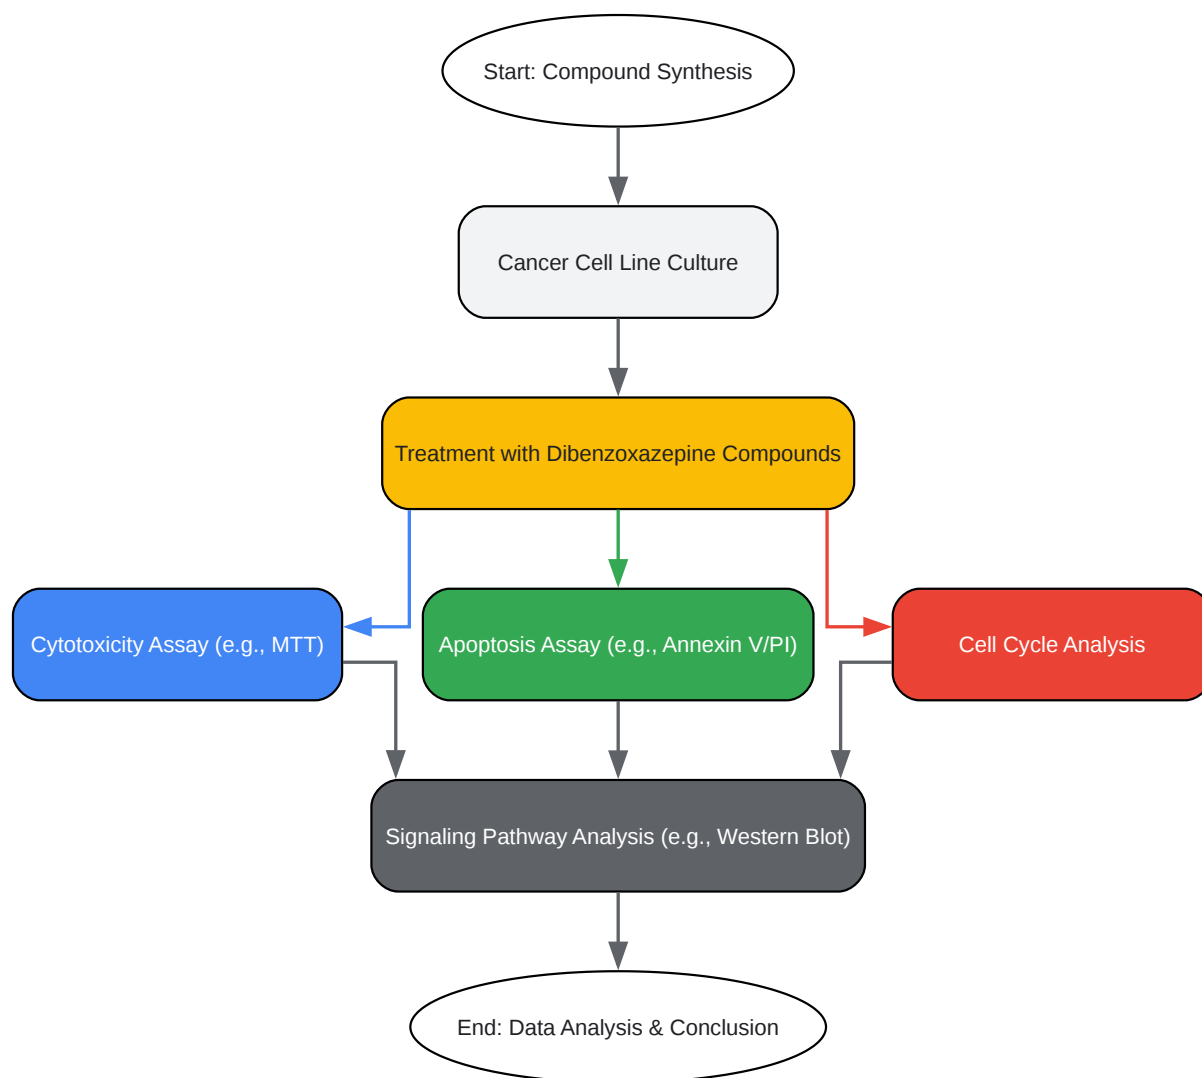 Start: Compound Synthesis
Cancer Cell Line Culture
Treatment with Dibenzoxazepine Compounds
Cytotoxicity Assay (e.g., MTT)
Apoptosis Assay (e.g., Annexin V/PI)
Cell Cycle Analysis
Signaling Pathway Analysis (e.g., Western Blot)
End: Data Analysis & Conclusion